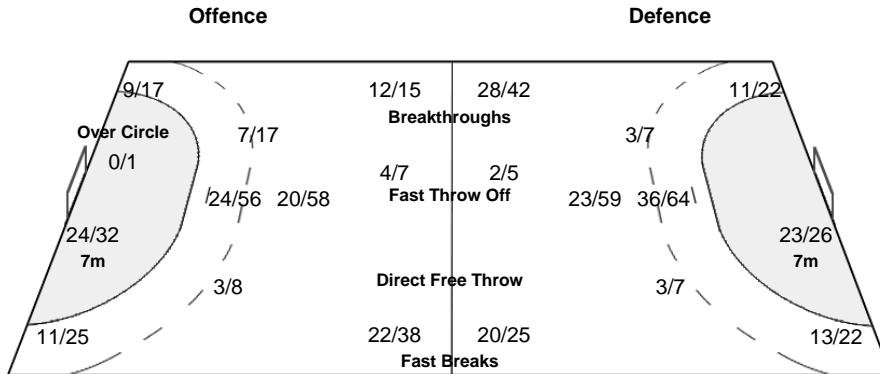 Offence Defence
9/17 12/15 28/42 11/22
Breakthroughs
Over Circle 7/17 3/7
0/1 4/7 2/5
24/56 20/58 Fast Throw Off 23/59 36/64
24/32 23/26
7m 7m
3/8 Direct Free Throw 3/7
11/25 22/38 20/25 13/22
Fast Breaks